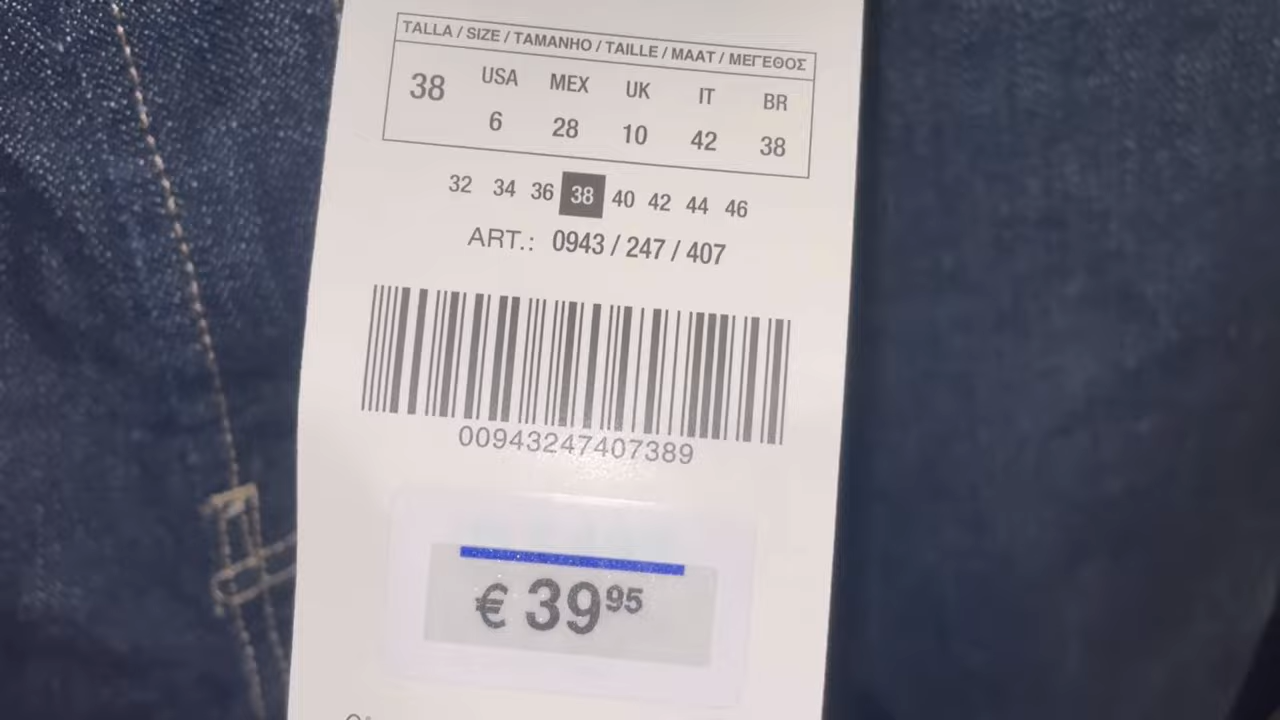 TALLA / SIZE / TAMANHO / TAILLE / MAAT / ΜΕΓΕΘΟΣ
38 USA MEX UK IT BR
6 28 10 42 38
32 34 36 38 40 42 44 46
ART.: 0943 / 247 / 407
00943247407389
€ 39 95